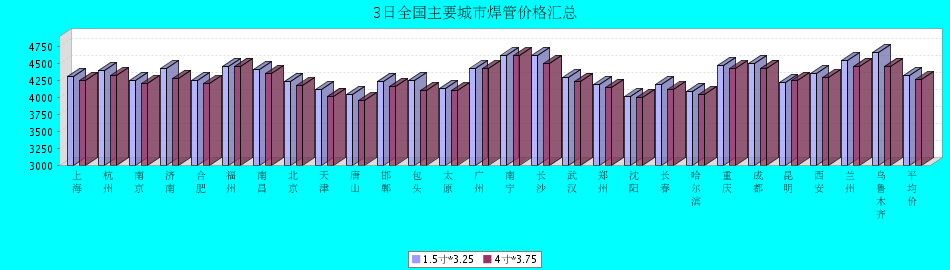 3日全国主要城市焊管价格汇总
4750
4500
4250
4000
3750
3500
3250
3000
上海
杭州
南京
济南
合肥
福州
南昌
北京
天津
唐山
邯郸
包头
太原
广州
南宁
长沙
武汉
郑州
沈阳
长春
哈尔滨
重庆
成都
昆明
西安
兰州
乌鲁木齐
平均价
1.5寸*3.25
4寸*3.75